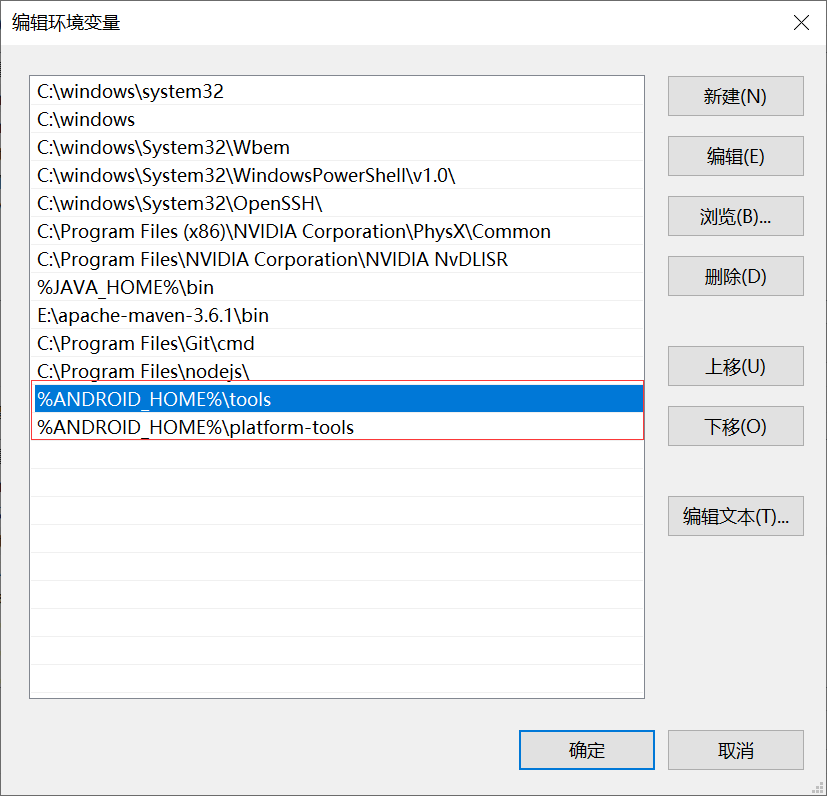 编辑环境变量
C:\windows\system32
C:\windows
C:\windows\System32\Wbem
C:\windows\System32\WindowsPowerShell\v1.0\
C:\windows\System32\OpenSSH\
C:\Program Files (x86)\NVIDIA Corporation\PhysX\Common
C:\Program Files\NVIDIA Corporation\NVIDIA NvDLISR
%JAVA_HOME%\bin
E:\apache-maven-3.6.1\bin
C:\Program Files\Git\cmd
C:\Program Files\nodejs\
%ANDROID_HOME%\tools
%ANDROID_HOME%\platform-tools
新建(N)
编辑(E)
浏览(B)...
删除(D)
上移(U)
下移(O)
编辑文本(T)...
确定
取消